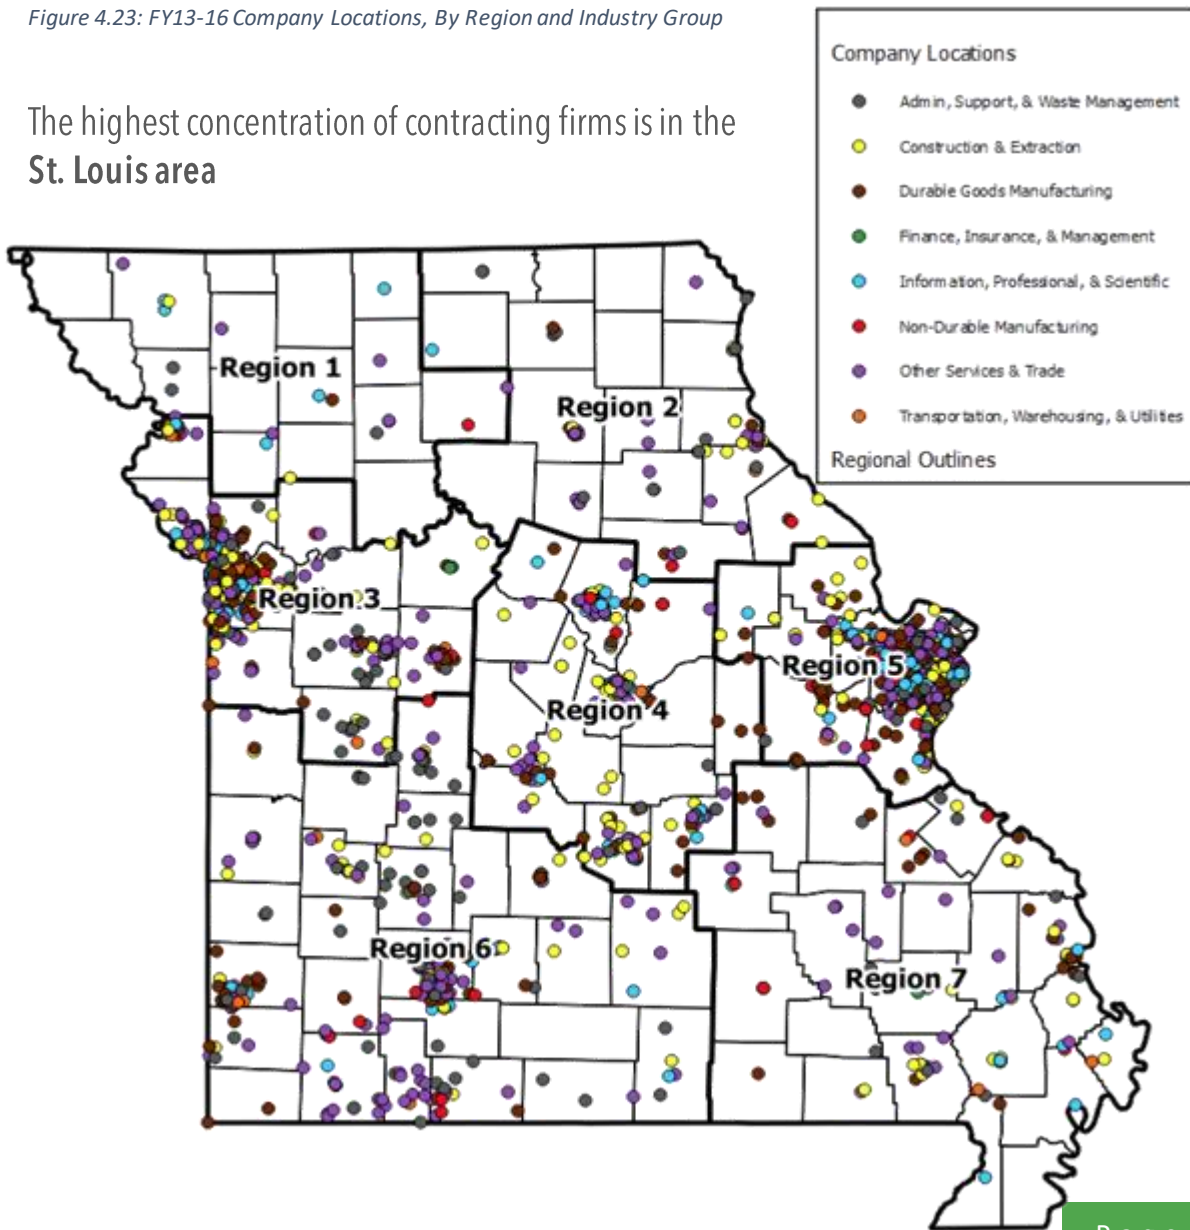 Figure 4.23: FY13-16 Company Locations, By Region and Industry Group
The highest concentration of contracting firms is in the
St. Louis area
Company Locations
Admin, Support, & Waste Management
Construction & Extraction
Durable Goods Manufacturing
Finance, Insurance, & Management
Information, Professional, & Scientific
Non-Durable Manufacturing
Other Services & Trade
Transportation, Warehousing, & Utilities
Regional Outlines
Region 1
Region 2
Region 3
Region 5
Region 4
Region 6
Region 7